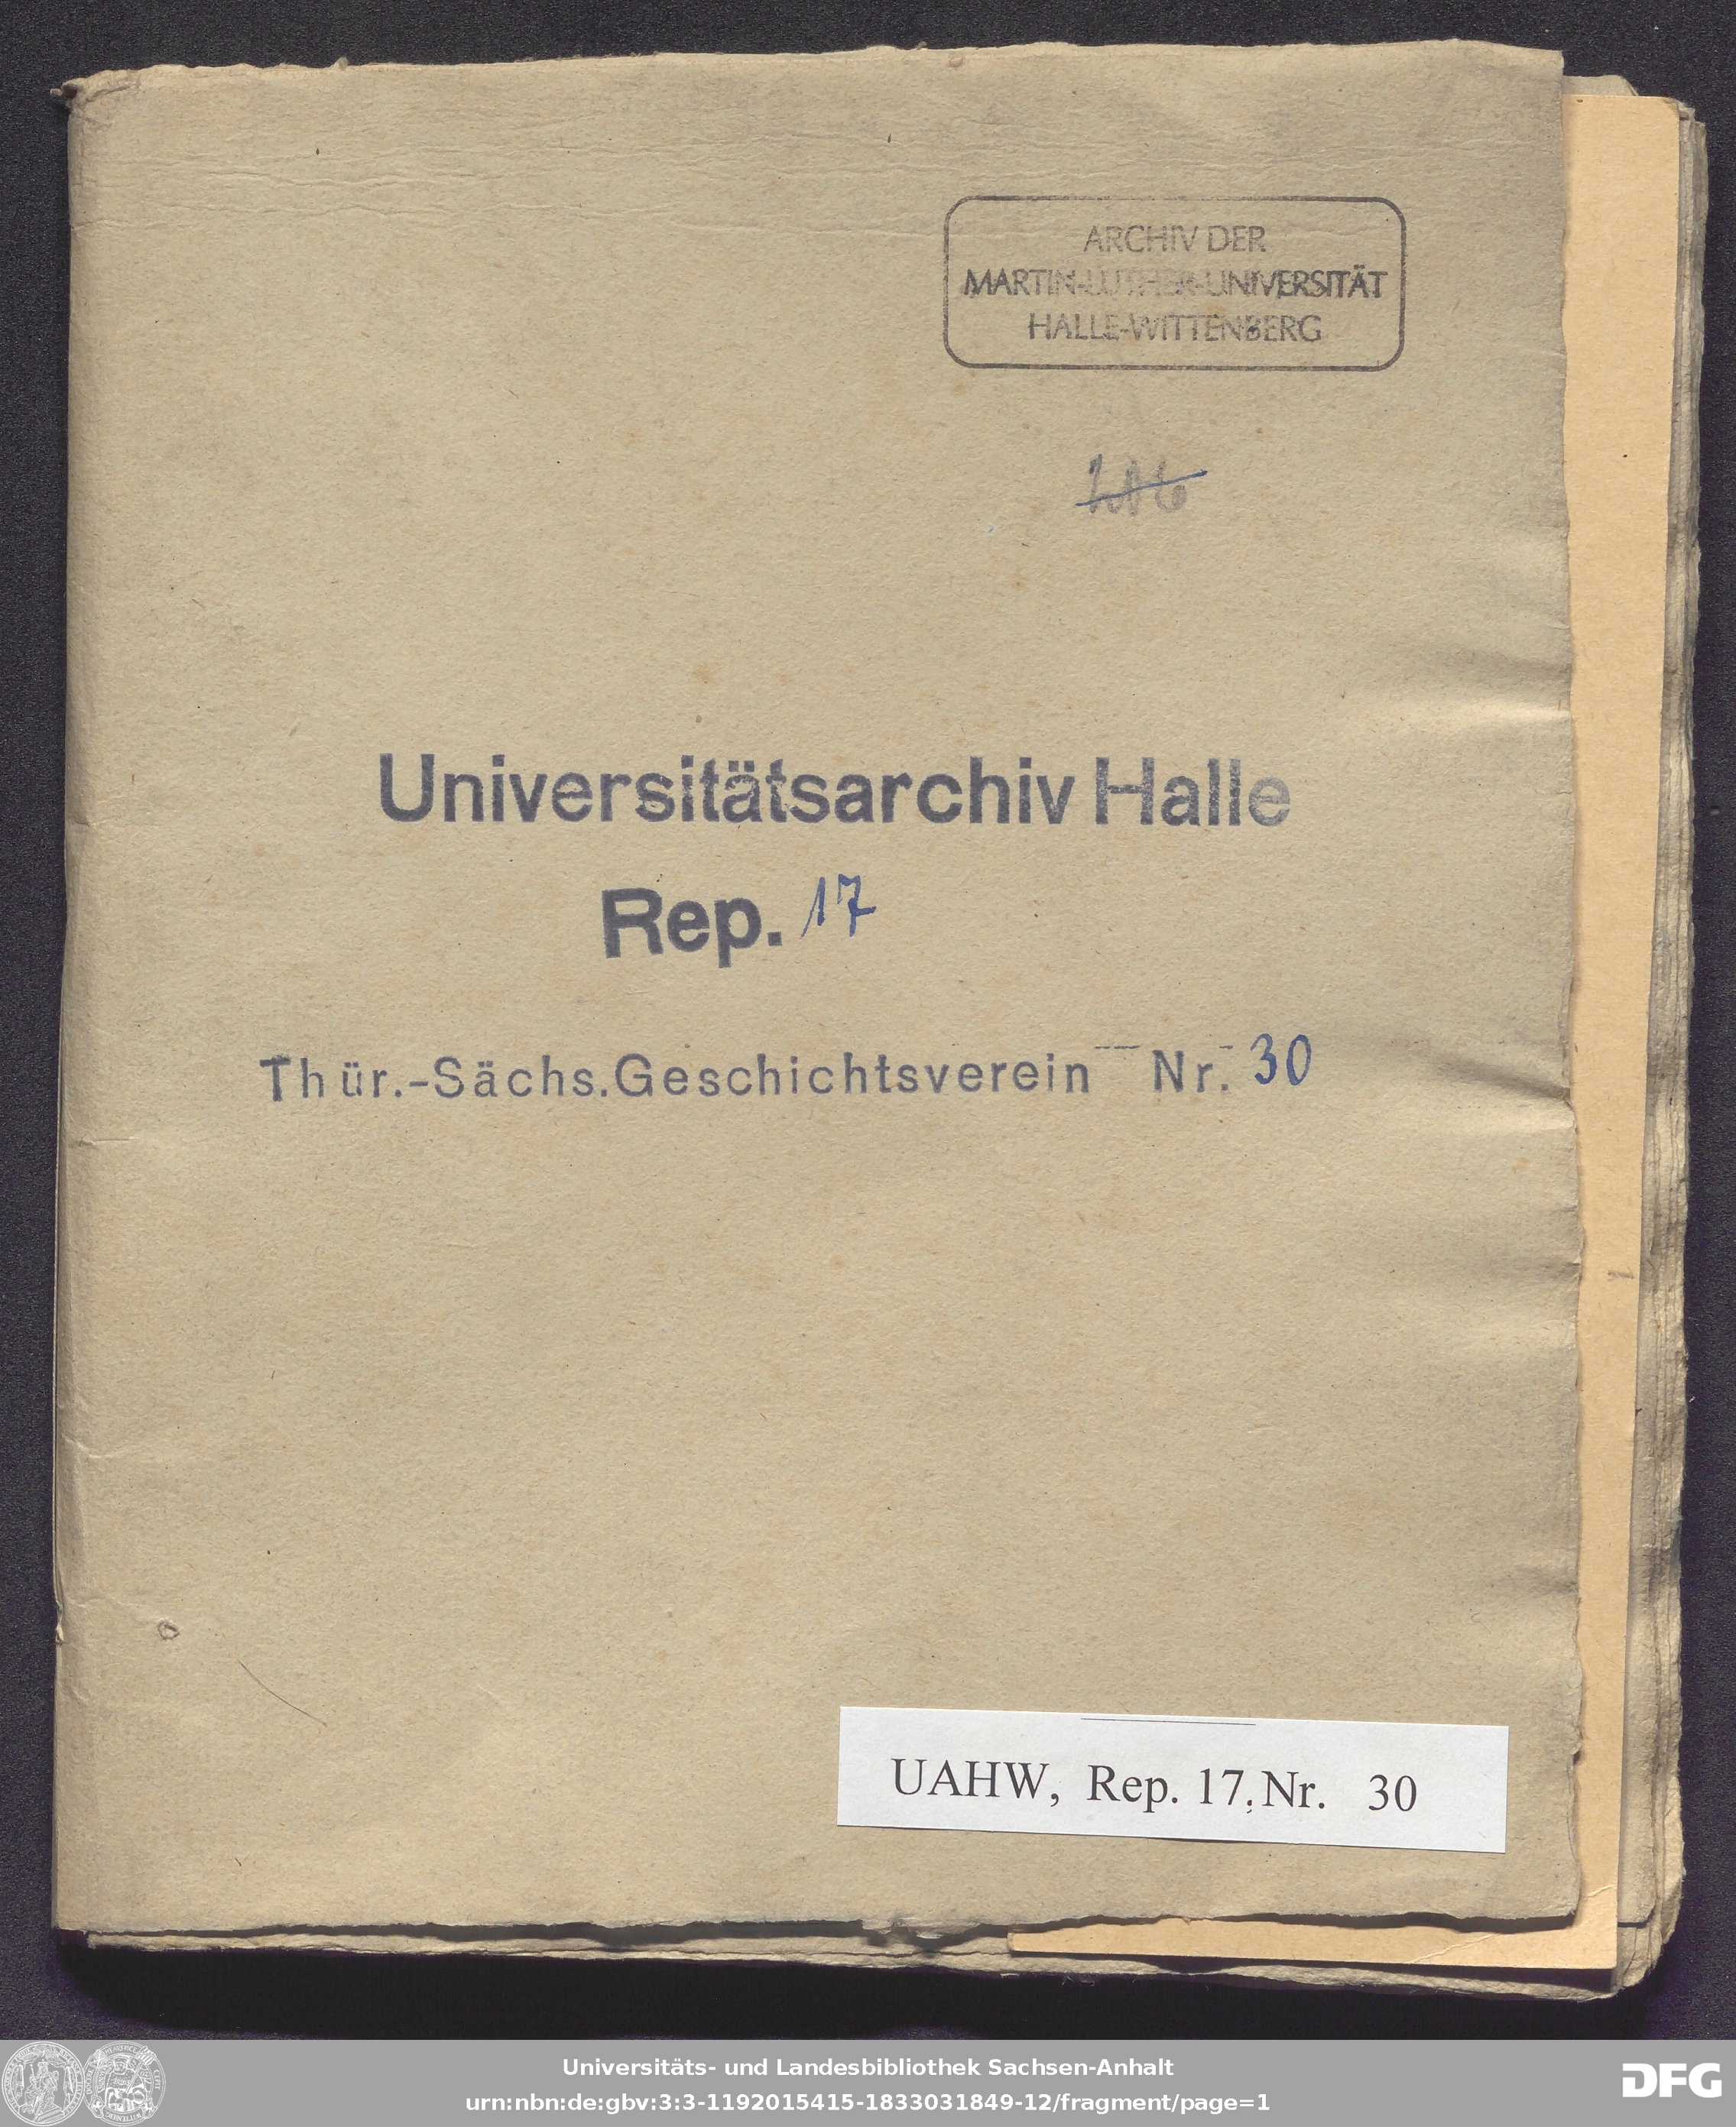 ARCHIV DER
MARTIN-LUTHER-UNIVERSITÄT
HALLE-WITTENBERG
Universitätsarchiv Halle
Rep. 17
Thür.-Sächs.Geschichtsverein Nr. 30
UAHW, Rep. 17, Nr. 30
Universitäts- und Landesbibliothek Sachsen-Anhalt
urn:nbn:de:gbv:3:3-1192015415-1833031849-12/fragment/page=1
DFG